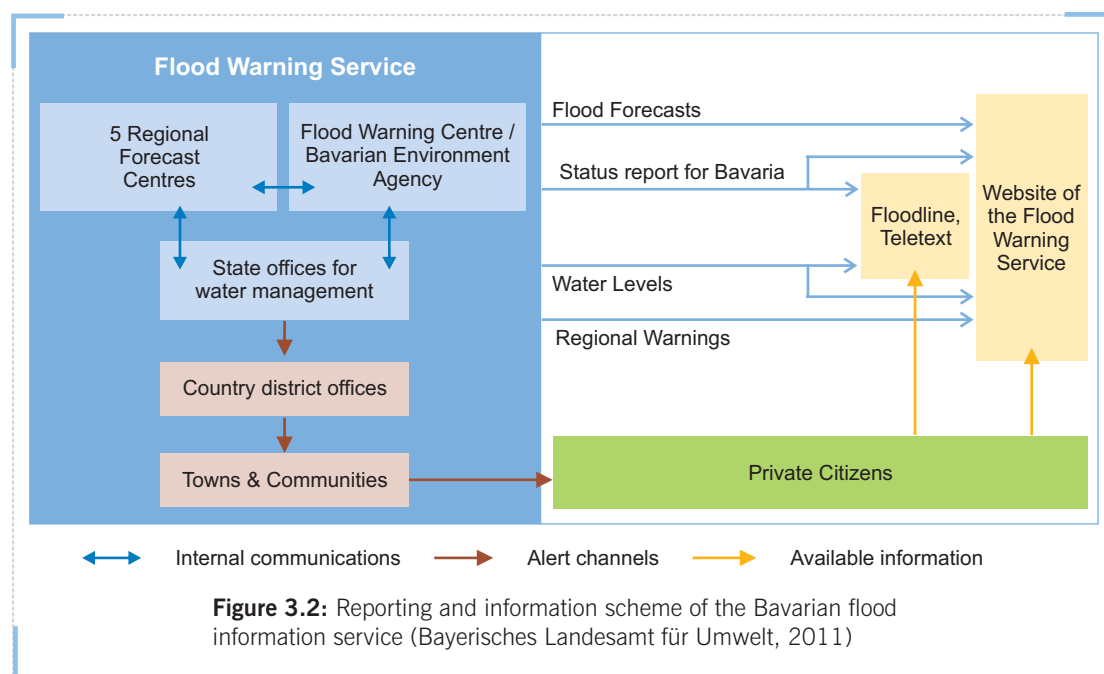 Flood Warning Service
5 Regional
Forecast
Centres
Flood Warning Centre /
Bavarian Environment
Agency
State offices for
water management
Country district offices
Towns & Communities
Flood Forecasts
Status report for Bavaria
Water Levels
Regional Warnings
Floodline,
Teletext
Website of
the Flood
Warning
Service
Private Citizens
Internal communications
Alert channels
Available information
Figure 3.2: Reporting and information scheme of the Bavarian flood
information service (Bayerisches Landesamt für Umwelt, 2011)